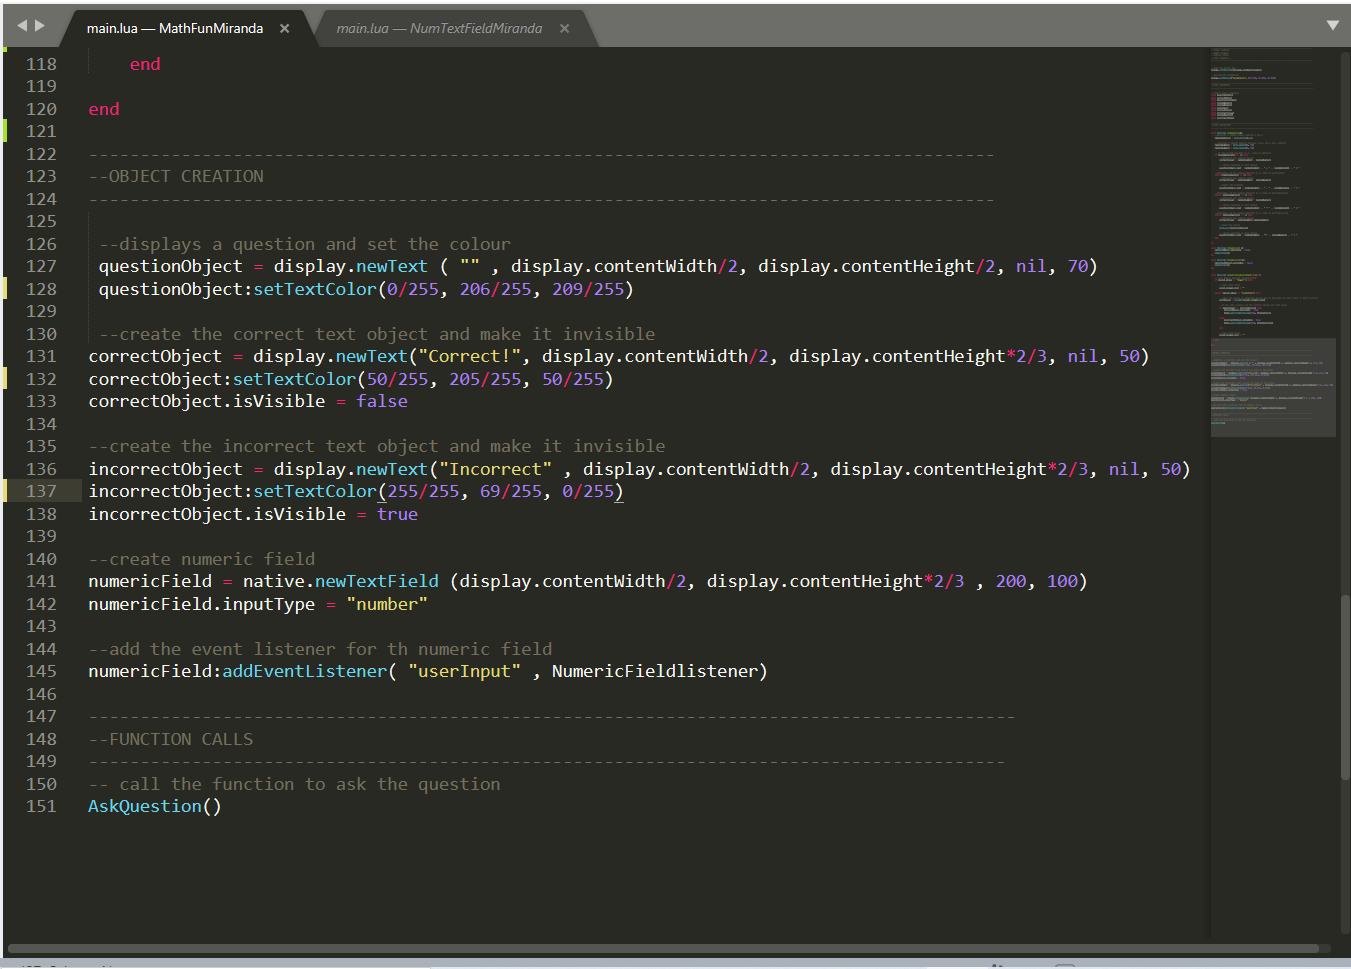 main.lua — MathFunMiranda ×
main.lua — NumTextFieldMiranda ×
118 end
119
120 end
121
122 ----------------------------------------------------------------------------------------
123 --OBJECT CREATION
124 ----------------------------------------------------------------------------------------
125
126 --displays a question and set the colour
127 questionObject = display.newText ( "" , display.contentWidth/2, display.contentHeight/2, nil, 70)
128 questionObject:setTextColor(0/255, 206/255, 209/255)
129
130 --create the correct text object and make it invisible
131 correctObject = display.newText("Correct!", display.contentWidth/2, display.contentHeight*2/3, nil, 50)
132 correctObject:setTextColor(50/255, 205/255, 50/255)
133 correctObject.isVisible = false
134
135 --create the incorrect text object and make it invisible
136 incorrectObject = display.newText("Incorrect" , display.contentWidth/2, display.contentHeight*2/3, nil, 50)
137 incorrectObject:setTextColor(255/255, 69/255, 0/255)
138 incorrectObject.isVisible = true
139
140 --create numeric field
141 numericField = native.newTextField (display.contentWidth/2, display.contentHeight*2/3 , 200, 100)
142 numericField.inputType = "number"
143
144 --add the event listener for th numeric field
145 numericField:addEventListener( "userInput" , NumericFieldlistener)
146
147 ------------------------------------------------------------------------------------------
148 --FUNCTION CALLS
149 -----------------------------------------------------------------------------------------
150 -- call the function to ask the question
151 AskQuestion()